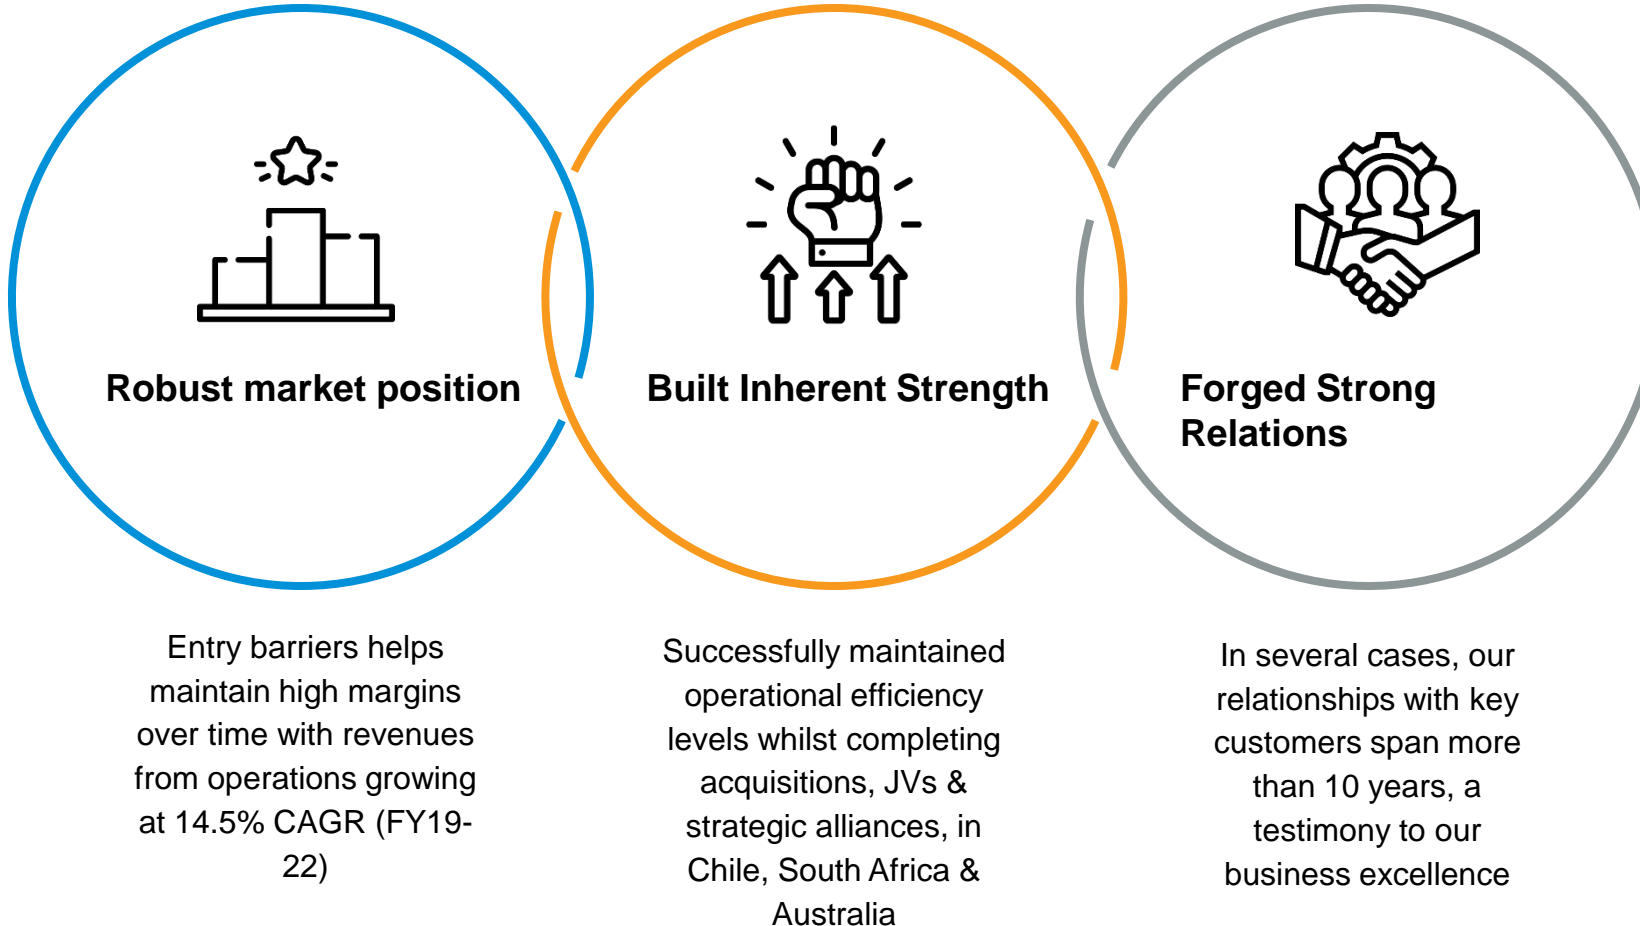 Robust market position
Built Inherent Strength
Forged Strong
Relations
Entry barriers helps
maintain high margins
over time with revenues
from operations growing
at 14.5% CAGR (FY19-
22)
Successfully maintained
operational efficiency
levels whilst completing
acquisitions, JVs &
strategic alliances, in
Chile, South Africa &
Australia
In several cases, our
relationships with key
customers span more
than 10 years, a
testimony to our
business excellence